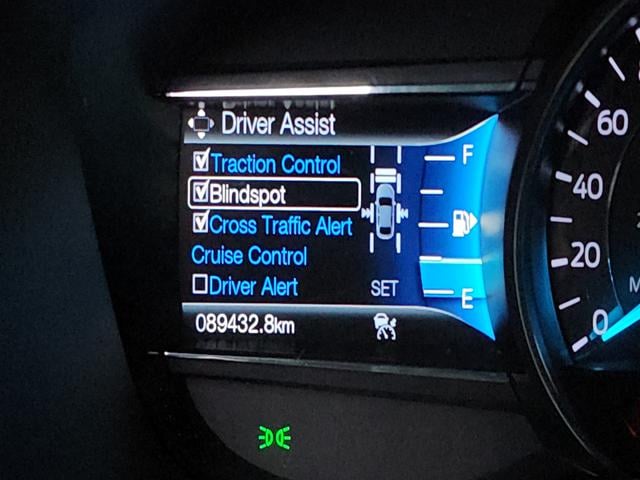 Driver Assist
Traction Control
Blindspot
Cross Traffic Alert
Cruise Control
Driver Alert
SET
089432.8km
F
E
60
40
20
0
M